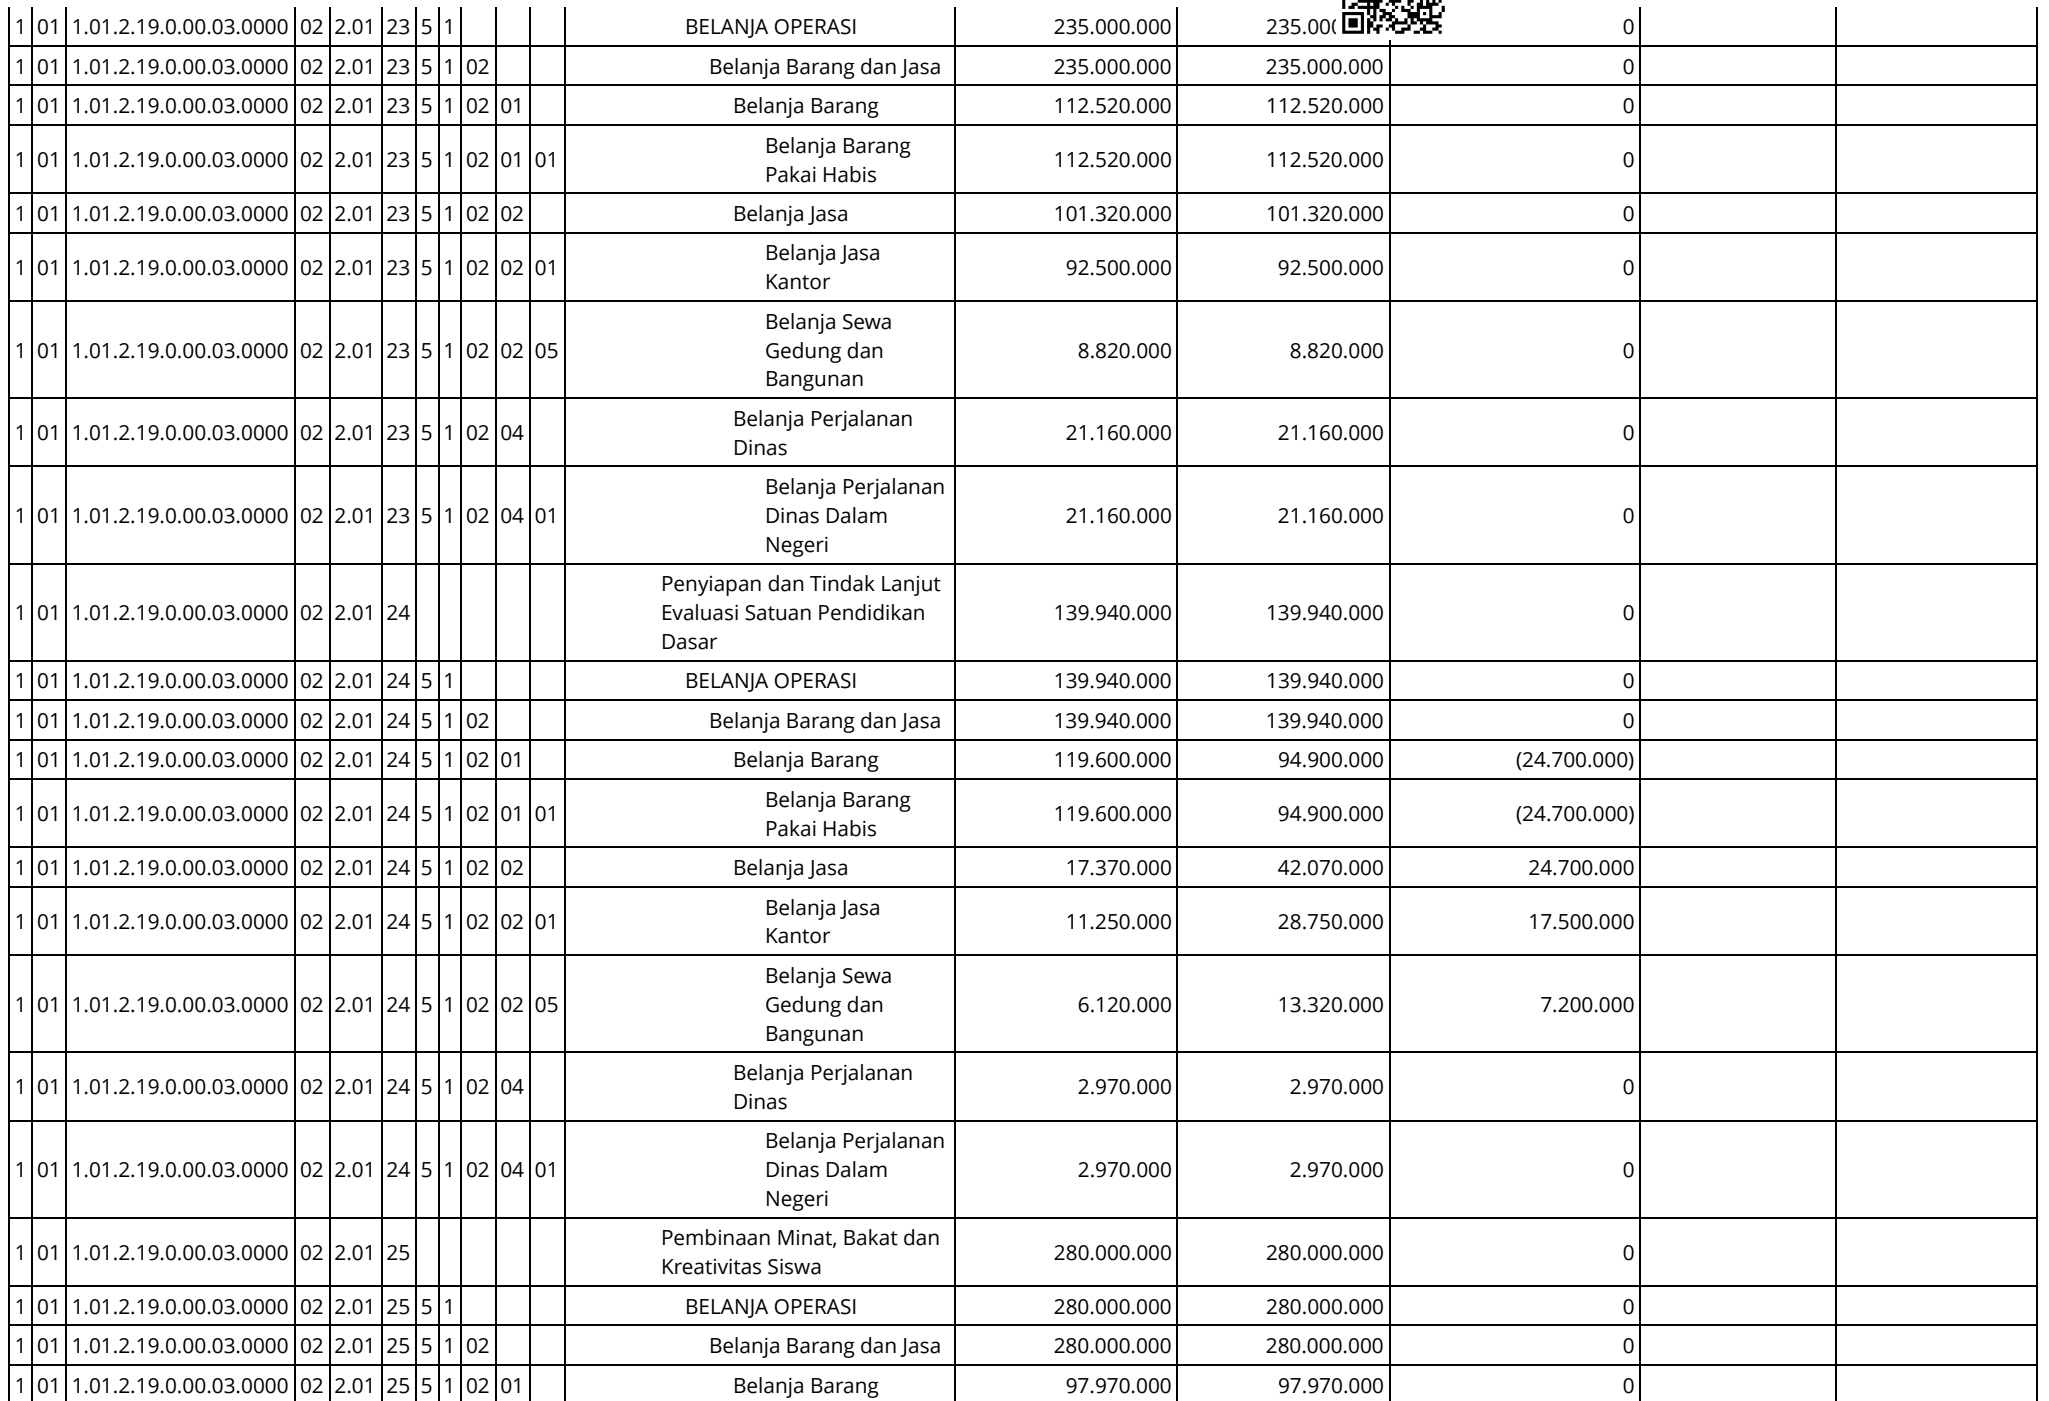 1 01 1.01.2.19.0.00.03.0000 02 2.01 23 5 1 BELANJA OPERASI 235.000.000 235.00 0
1 01 1.01.2.19.0.00.03.0000 02 2.01 23 5 1 02 Belanja Barang dan Jasa 235.000.000 235.000.000 0
1 01 1.01.2.19.0.00.03.0000 02 2.01 23 5 1 02 01 Belanja Barang 112.520.000 112.520.000 0
1 01 1.01.2.19.0.00.03.0000 02 2.01 23 5 1 02 01 01 Belanja Barang
Pakai Habis 112.520.000 112.520.000 0
1 01 1.01.2.19.0.00.03.0000 02 2.01 23 5 1 02 02 Belanja Jasa 101.320.000 101.320.000 0
1 01 1.01.2.19.0.00.03.0000 02 2.01 23 5 1 02 02 01 Belanja Jasa
Kantor 92.500.000 92.500.000 0
1 01 1.01.2.19.0.00.03.0000 02 2.01 23 5 1 02 02 05 Belanja Sewa
Gedung dan
Bangunan 8.820.000 8.820.000 0
1 01 1.01.2.19.0.00.03.0000 02 2.01 23 5 1 02 04 Belanja Perjalanan
Dinas 21.160.000 21.160.000 0
1 01 1.01.2.19.0.00.03.0000 02 2.01 23 5 1 02 04 01 Belanja Perjalanan
Dinas Dalam
Negeri 21.160.000 21.160.000 0
1 01 1.01.2.19.0.00.03.0000 02 2.01 24 Penyiapan dan Tindak Lanjut
Evaluasi Satuan Pendidikan
Dasar 139.940.000 139.940.000 0
1 01 1.01.2.19.0.00.03.0000 02 2.01 24 5 1 BELANJA OPERASI 139.940.000 139.940.000 0
1 01 1.01.2.19.0.00.03.0000 02 2.01 24 5 1 02 Belanja Barang dan Jasa 139.940.000 139.940.000 0
1 01 1.01.2.19.0.00.03.0000 02 2.01 24 5 1 02 01 Belanja Barang 119.600.000 94.900.000 (24.700.000)
1 01 1.01.2.19.0.00.03.0000 02 2.01 24 5 1 02 01 01 Belanja Barang
Pakai Habis 119.600.000 94.900.000 (24.700.000)
1 01 1.01.2.19.0.00.03.0000 02 2.01 24 5 1 02 02 Belanja Jasa 17.370.000 42.070.000 24.700.000
1 01 1.01.2.19.0.00.03.0000 02 2.01 24 5 1 02 02 01 Belanja Jasa
Kantor 11.250.000 28.750.000 17.500.000
1 01 1.01.2.19.0.00.03.0000 02 2.01 24 5 1 02 02 05 Belanja Sewa
Gedung dan
Bangunan 6.120.000 13.320.000 7.200.000
1 01 1.01.2.19.0.00.03.0000 02 2.01 24 5 1 02 04 Belanja Perjalanan
Dinas 2.970.000 2.970.000 0
1 01 1.01.2.19.0.00.03.0000 02 2.01 24 5 1 02 04 01 Belanja Perjalanan
Dinas Dalam
Negeri 2.970.000 2.970.000 0
1 01 1.01.2.19.0.00.03.0000 02 2.01 25 Pembinaan Minat, Bakat dan
Kreativitas Siswa 280.000.000 280.000.000 0
1 01 1.01.2.19.0.00.03.0000 02 2.01 25 5 1 BELANJA OPERASI 280.000.000 280.000.000 0
1 01 1.01.2.19.0.00.03.0000 02 2.01 25 5 1 02 Belanja Barang dan Jasa 280.000.000 280.000.000 0
1 01 1.01.2.19.0.00.03.0000 02 2.01 25 5 1 02 01 Belanja Barang 97.970.000 97.970.000 0